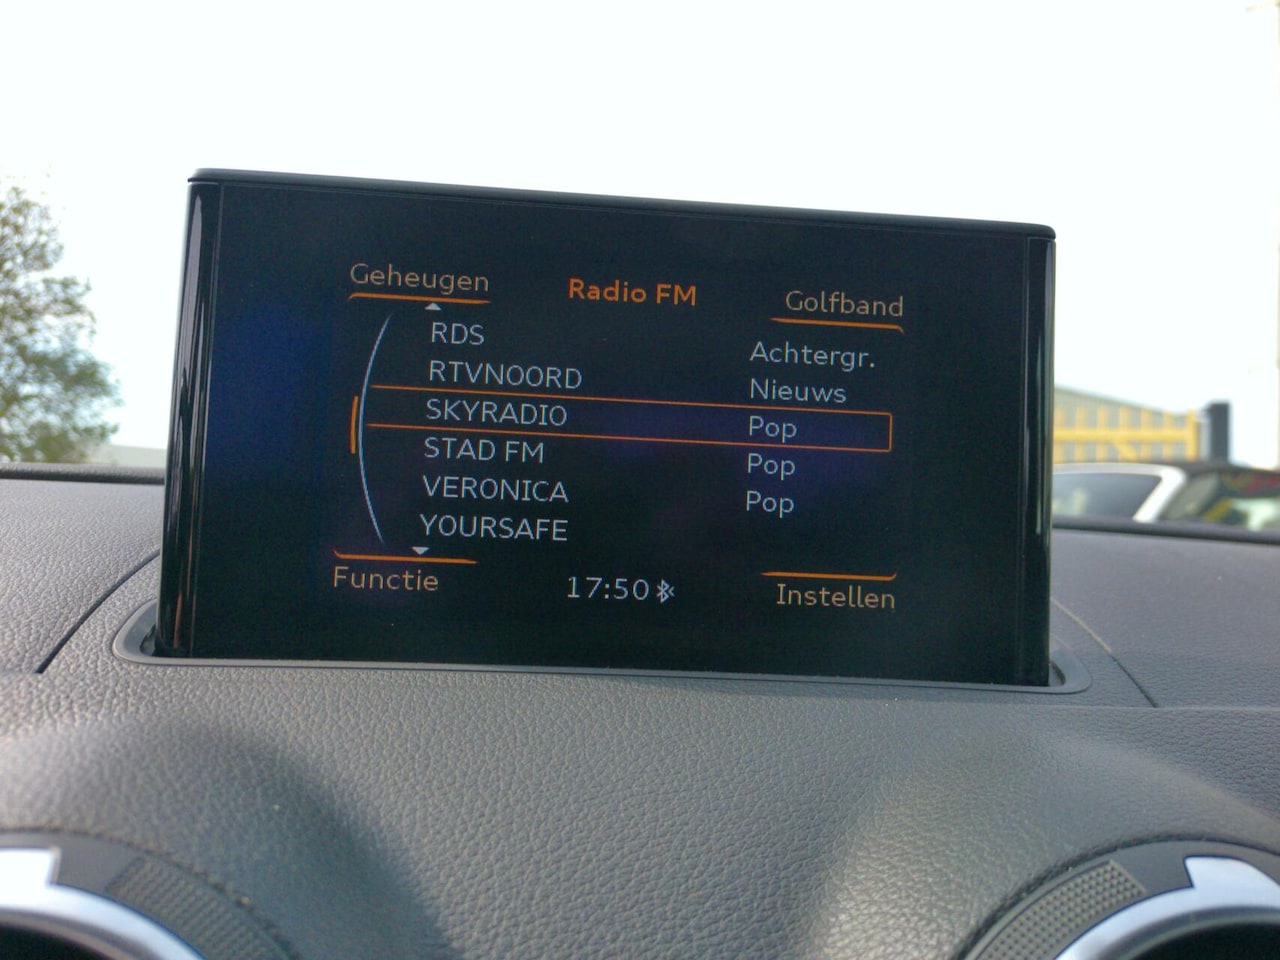 Geheugen Radio FM Golfband
RDS Achtergr.
RTVNOORD Nieuws
SKYRADIO Pop
STAD FM Pop
VERONICA Pop
YOURSAFE
Functie 17:50 Instellen